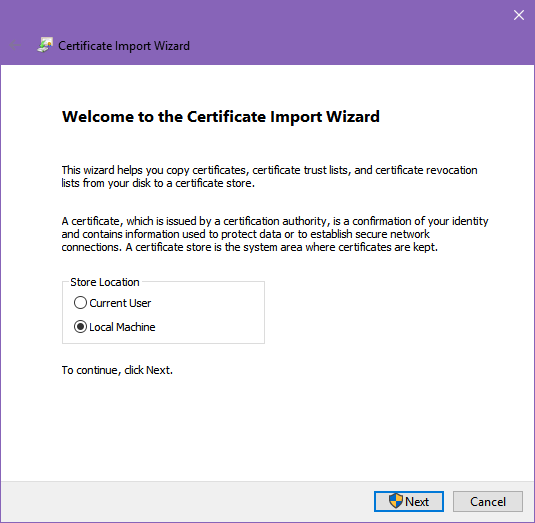 Certificate Import Wizard
Welcome to the Certificate Import Wizard
This wizard helps you copy certificates, certificate trust lists, and certificate revocation
lists from your disk to a certificate store.
A certificate, which is issued by a certification authority, is a confirmation of your identity
and contains information used to protect data or to establish secure network
connections. A certificate store is the system area where certificates are kept.
Store Location
Current User
Local Machine
To continue, click Next.
Next
Cancel